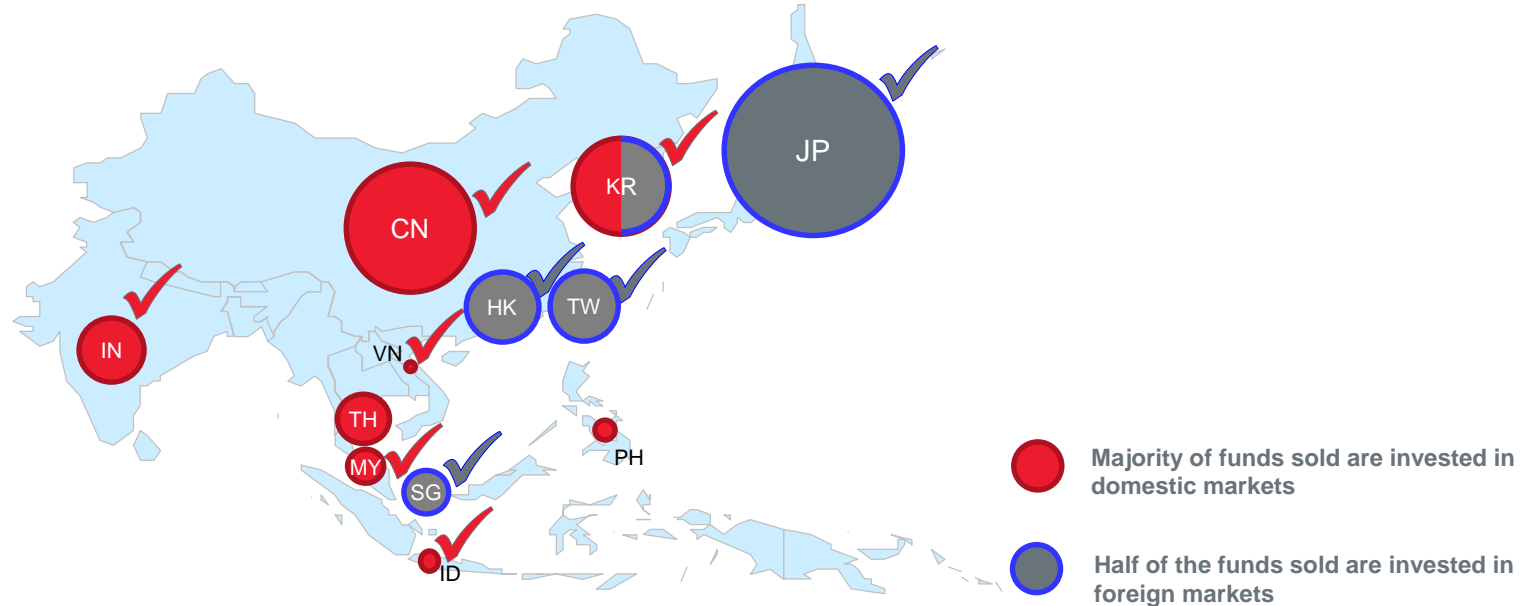 JP
KR
CN
HK
TW
IN
VN
TH
PH
MY
SG
ID
Majority of funds sold are invested in
domestic markets
Half of the funds sold are invested in
foreign markets